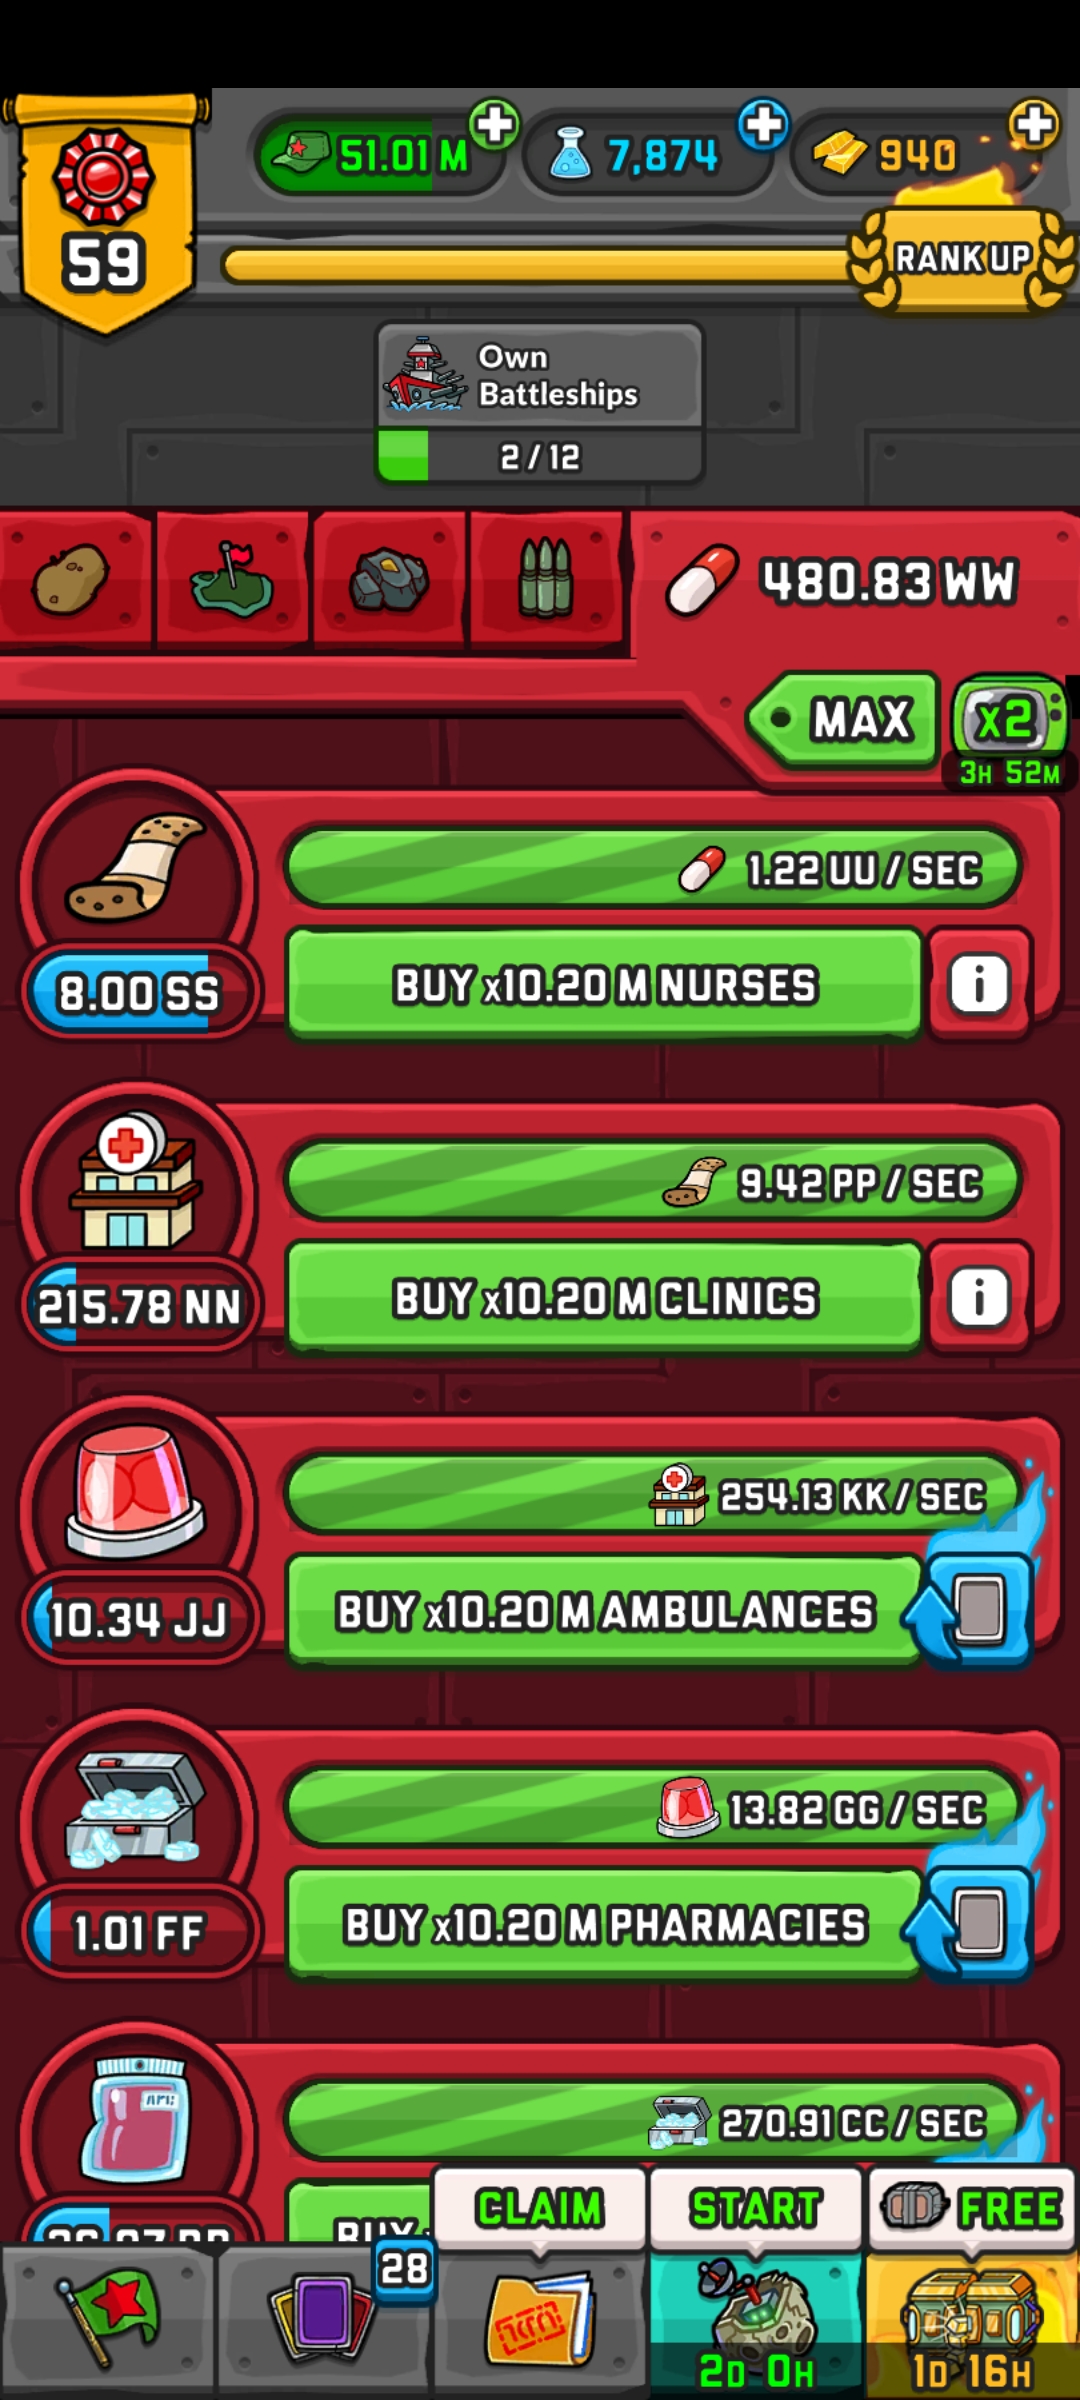 51.01 M
7,874
940
59
RANK UP
Own
Battleships
2 / 12
480.83 WW
MAX
x2
3H 52M
1.22 UU / SEC
8.00 SS
BUY x10.20 M NURSES
i
9.42 PP / SEC
215.78 NN
BUY x10.20 M CLINICS
i
254.13 KK / SEC
10.34 JJ
BUY x10.20 M AMBULANCES
13.82 GG / SEC
1.01 FF
BUY x10.20 M PHARMACIES
270.91 CC / SEC
BUY
CLAIM
START
FREE
28
2D 0H
1D 16H